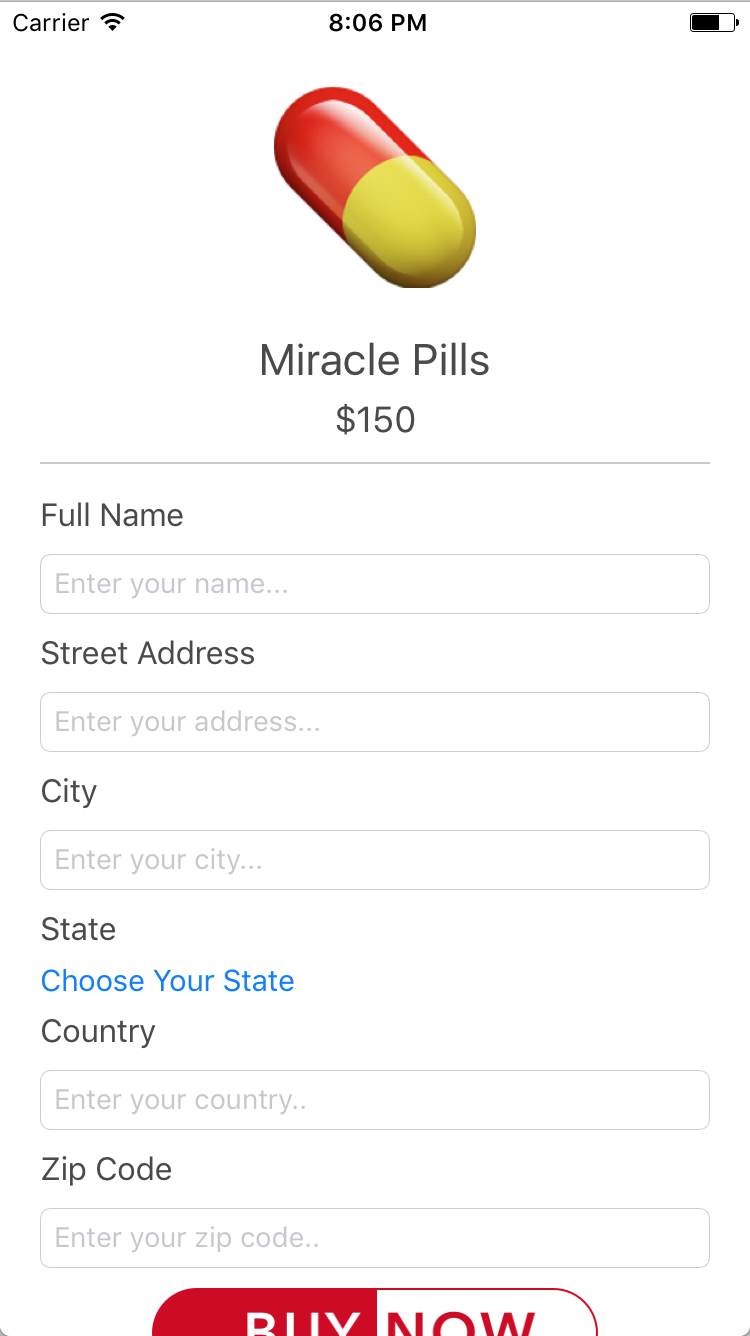 Carrier 8:06 PM
Miracle Pills
$150
Full Name
Enter your name...
Street Address
Enter your address...
City
Enter your city...
State
Choose Your State
Country
Enter your country..
Zip Code
Enter your zip code..
BUY NOW